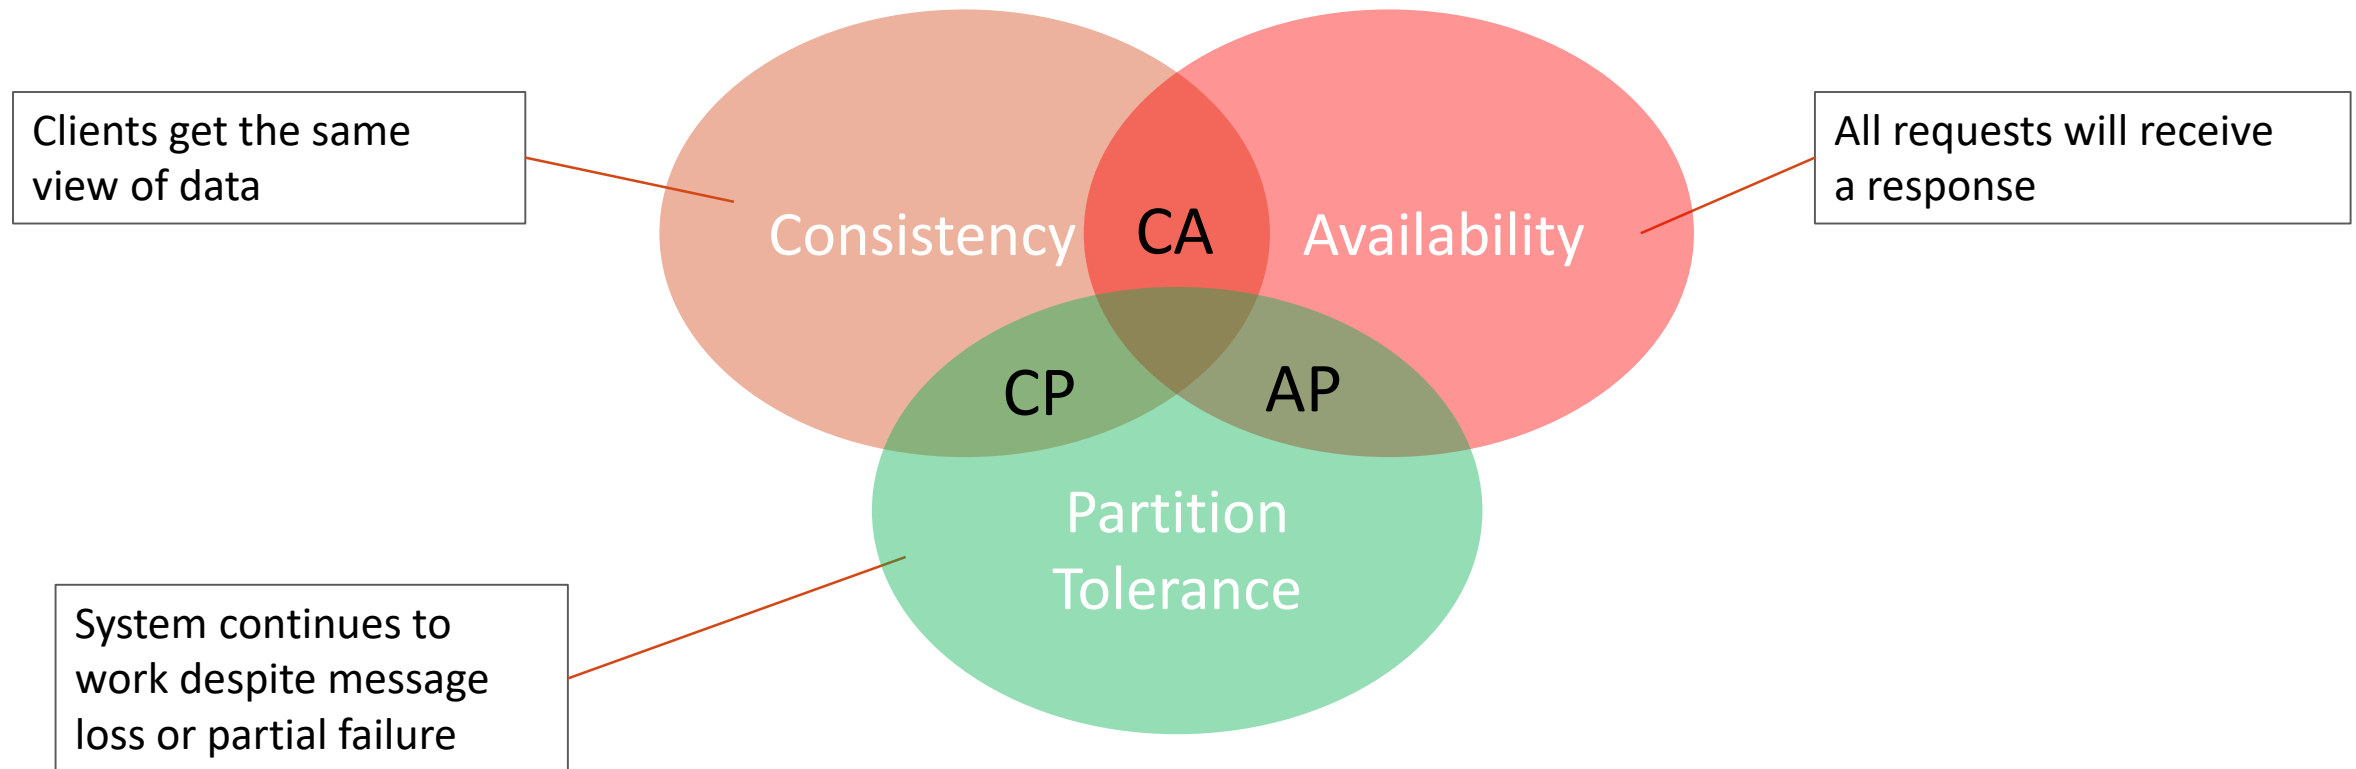 Clients get the same
view of data
Consistency
CA
Availability
All requests will receive
a response
CP
AP
Partition
Tolerance
System continues to
work despite message
loss or partial failure